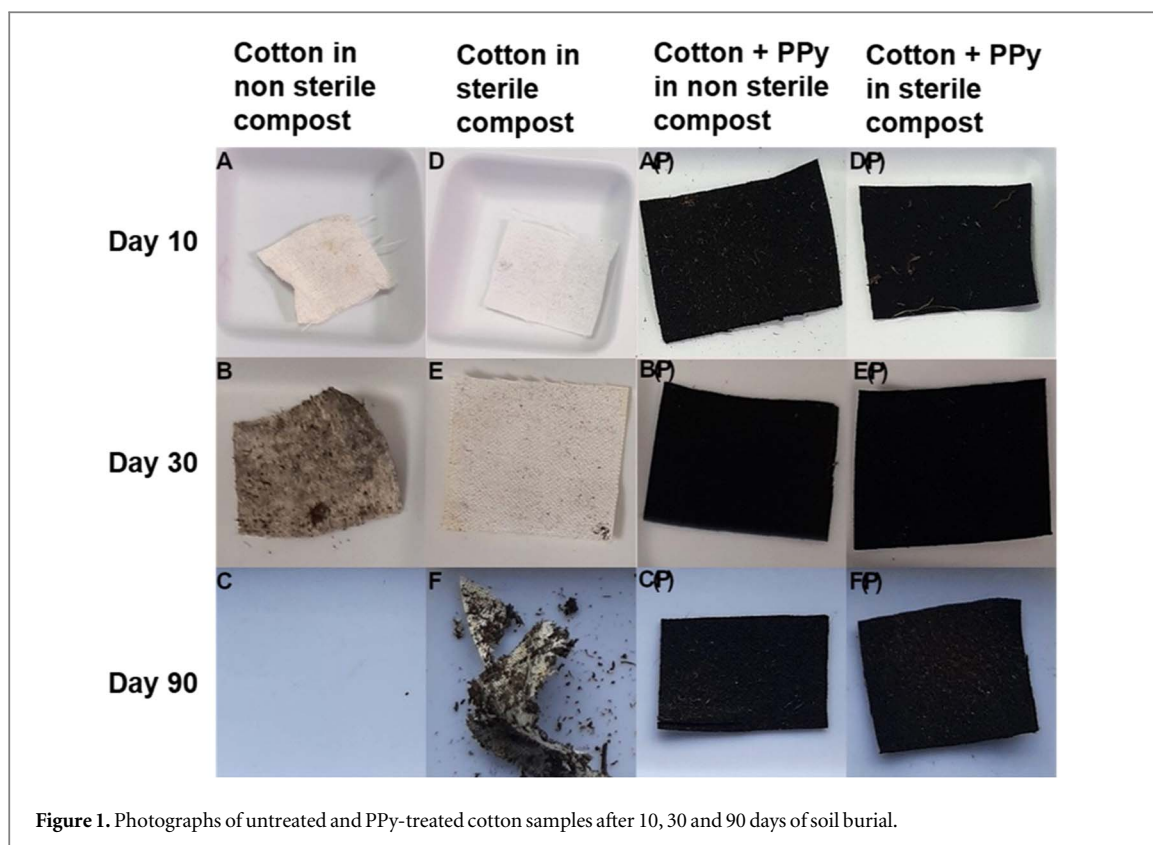 Cotton in
non sterile
compost
Cotton in
sterile
compost
Cotton + PPy
in non sterile
compost
Cotton + PPy
in sterile
compost
A
D
A(P)
D(P)
Day 10
B
E
B(P)
E(P)
Day 30
C
F
C(P)
F(P)
Day 90
Figure 1. Photographs of untreated and PPy-treated cotton samples after 10, 30 and 90 days of soil burial.